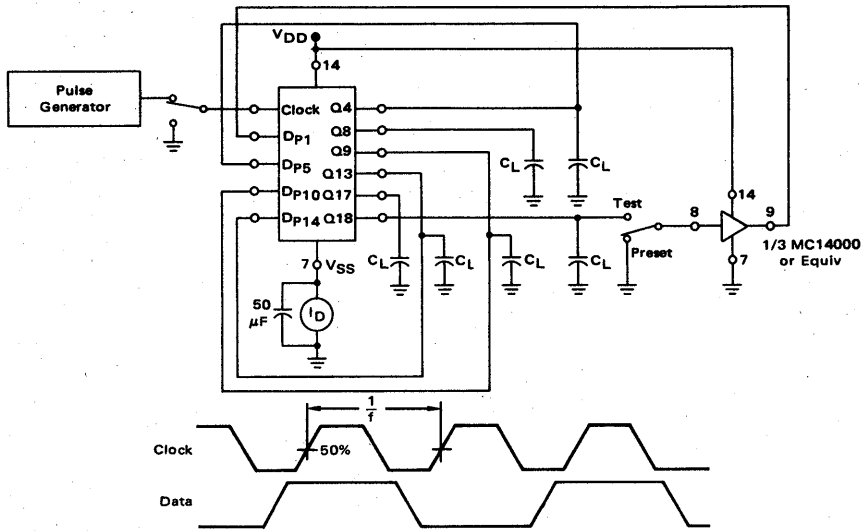 VDD
14
Pulse
Generator
Clock
Q4
DP1
Q8
Q9
DP5
Q13
DP10
Q17
DP14
Q18
CL
CL
Test
14
8
9
Preset
7
1/3 MC14000
or Equiv
7
VSS
CL
CL
CL
CL
50
μF
ID
1/f
Clock
50%
Data